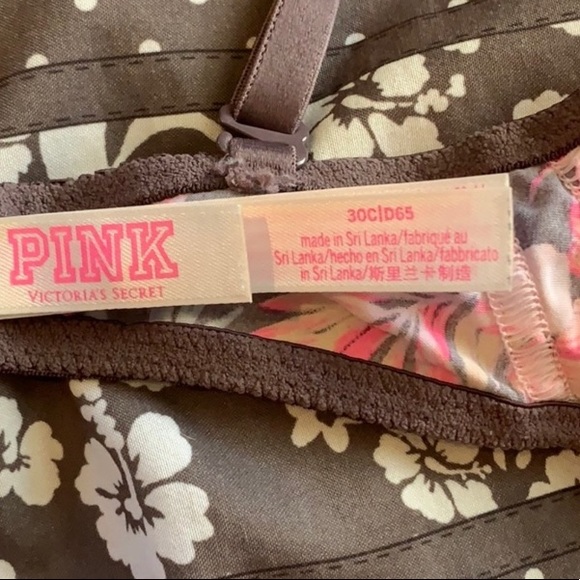 PINK
VICTORIA'S SECRET
30C|D65
made in Sri Lanka/fabriqué au
Sri Lanka/hecho en Sri Lanka/fabbricato
in Sri Lanka/斯里兰卡制造